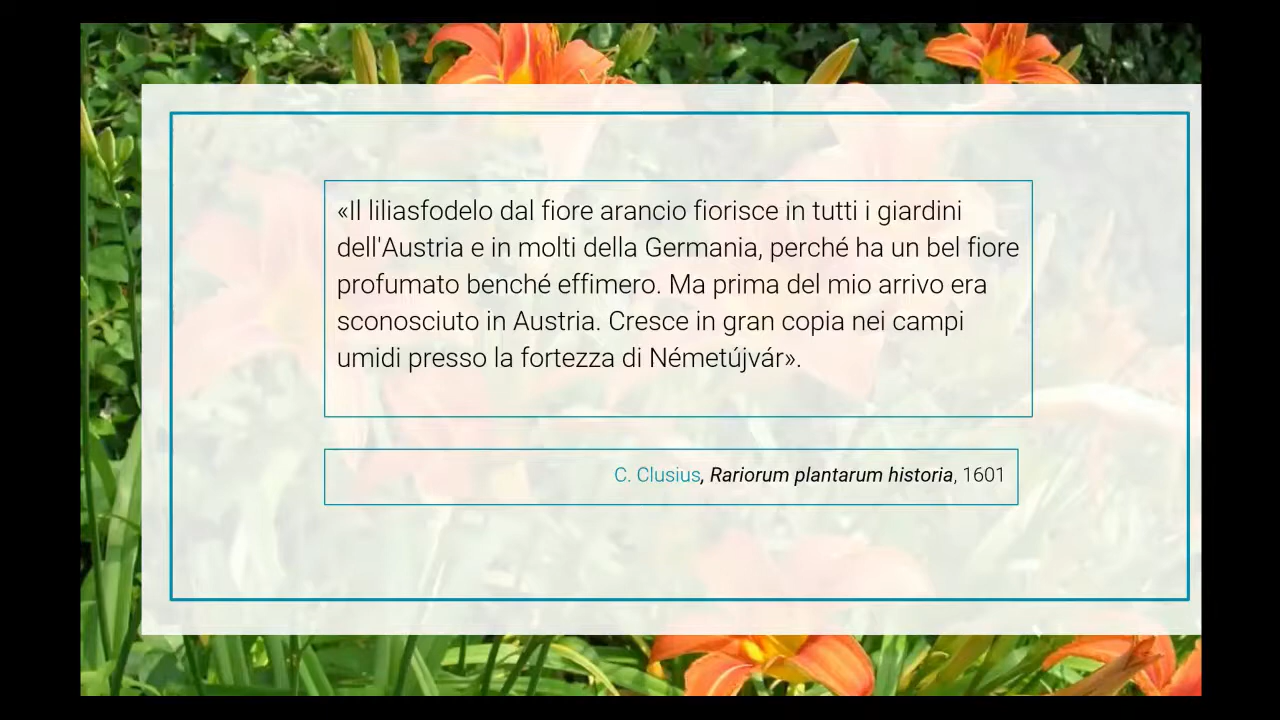 «Il liliasfodelo dal fiore arancio fiorisce in tutti i giardini
dell'Austria e in molti della Germania, perché ha un bel fiore
profumato benché effimero. Ma prima del mio arrivo era
sconosciuto in Austria. Cresce in gran copia nei campi
umidi presso la fortezza di Németújvár».
C. Clusius, Rariorum plantarum historia, 1601